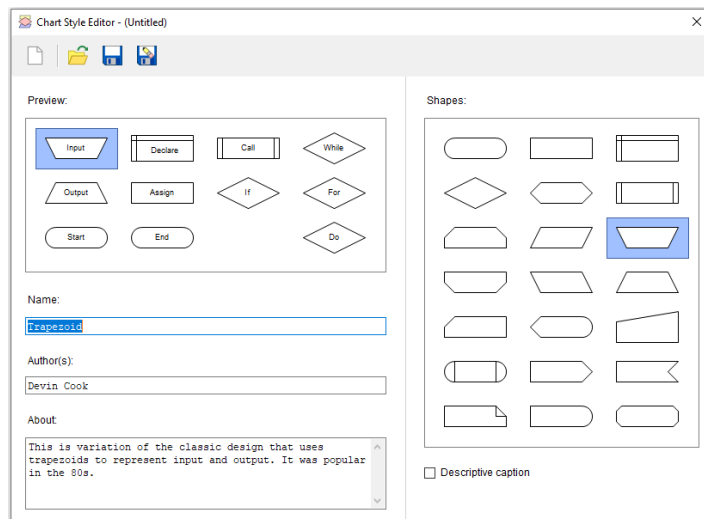 Chart Style Editor - (Untitled)
Preview:
Input
Declare
Call
While
Output
Assign
If
For
Start
End
Do
Name:
Trapezoid
Author(s):
Devin Cook
About:
This is variation of the classic design that uses
trapezoids to represent input and output. It was popular
in the 80s.
Shapes:
Descriptive caption